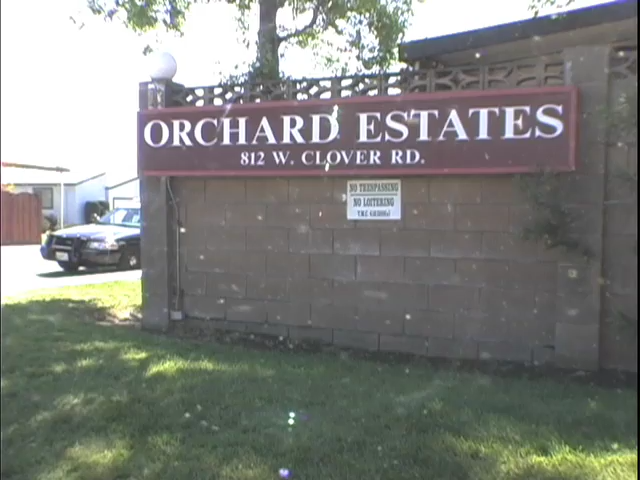 ORCHARD ESTATES
812 W. CLOVER RD.
NO TRESPASSING
NO LOITERING